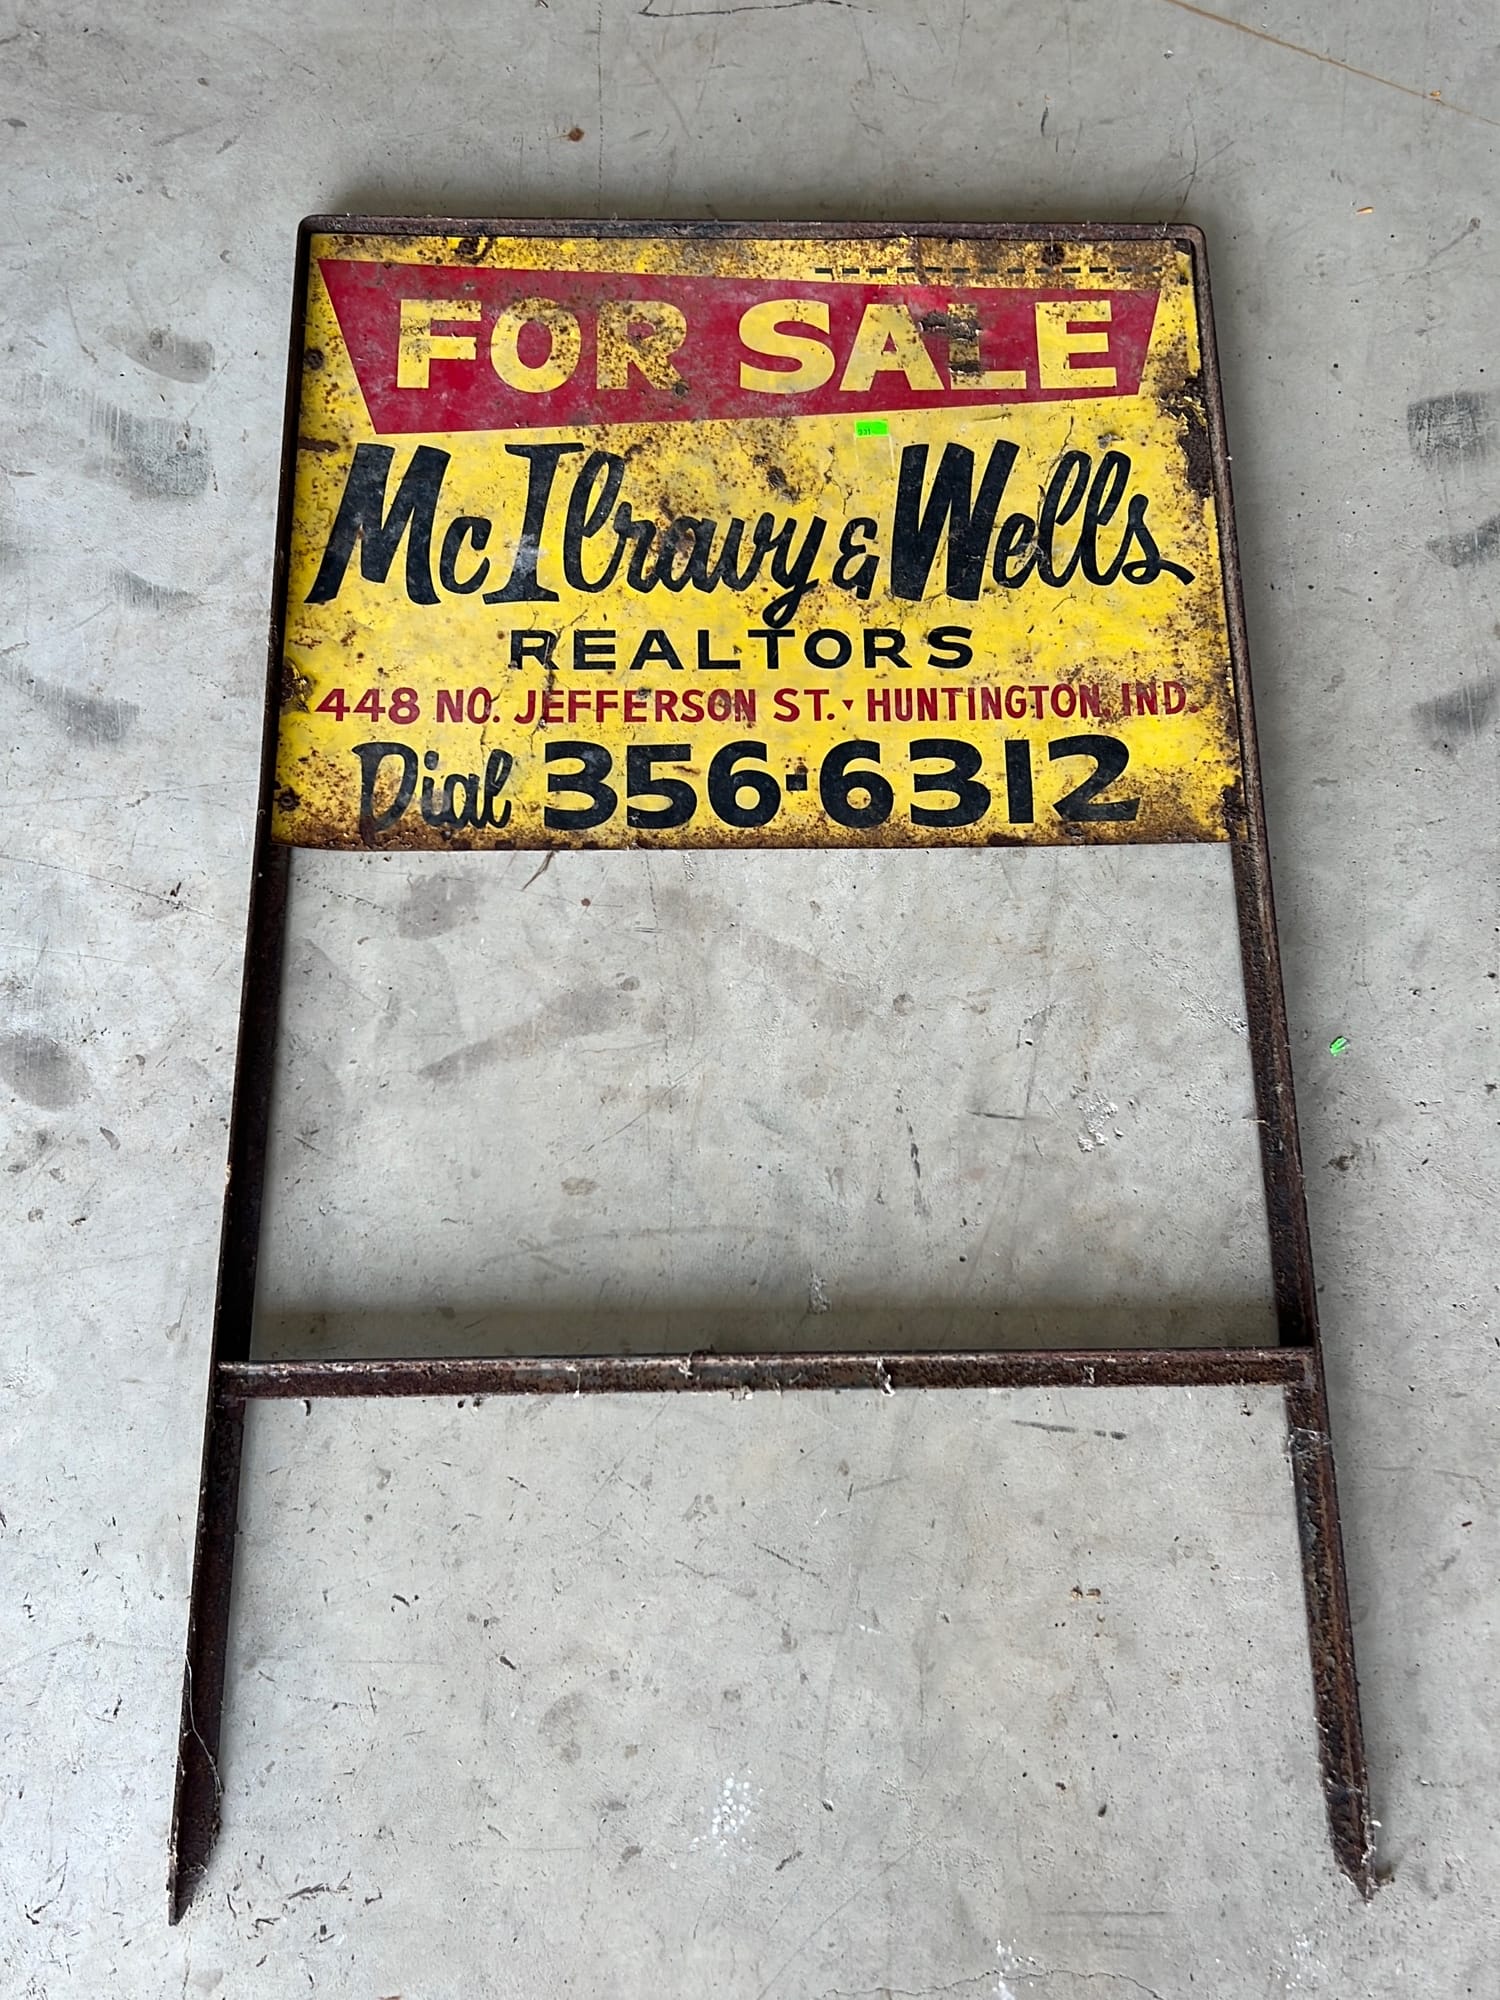 FOR SALE
McIlravy & Wells
REALTORS
448 NO. JEFFERSON ST. ▾ HUNTINGTON, IND.
Dial 356-6312